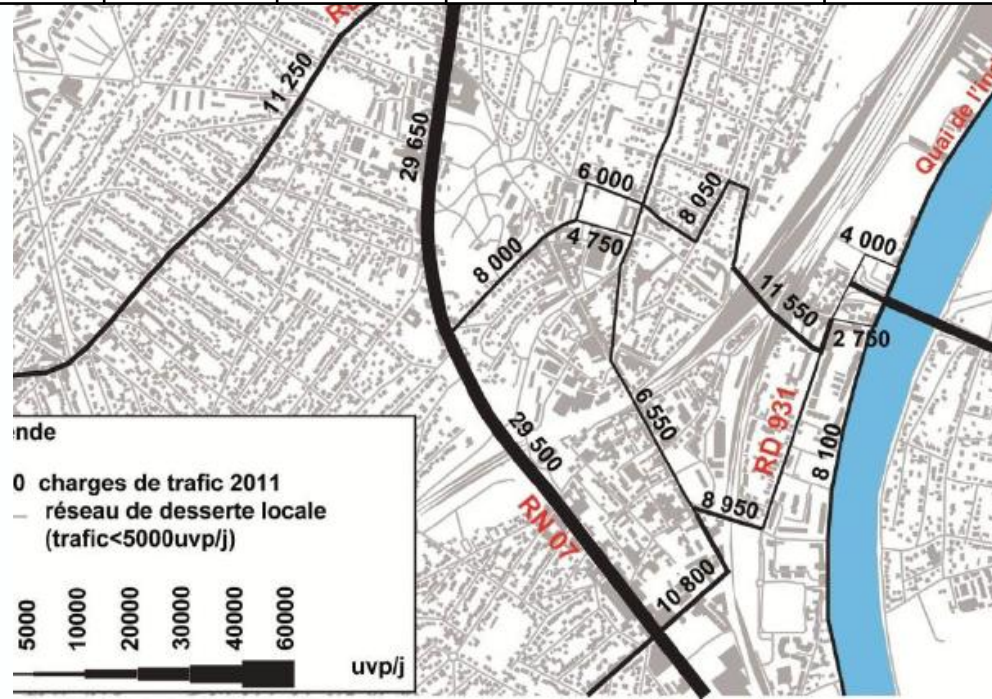 11 250
29 650
6 000
8 050
Quai de l'In
4 000
4 750
8 000
11 550
2 750
6 550
RD 931
8 100
29 500
8 950
RN 07
10 800
ende
0 charges de trafic 2011
réseau de desserte locale
(trafic<5000uvp/j)
5000
10000
20000
30000
40000
60000
uvp/j